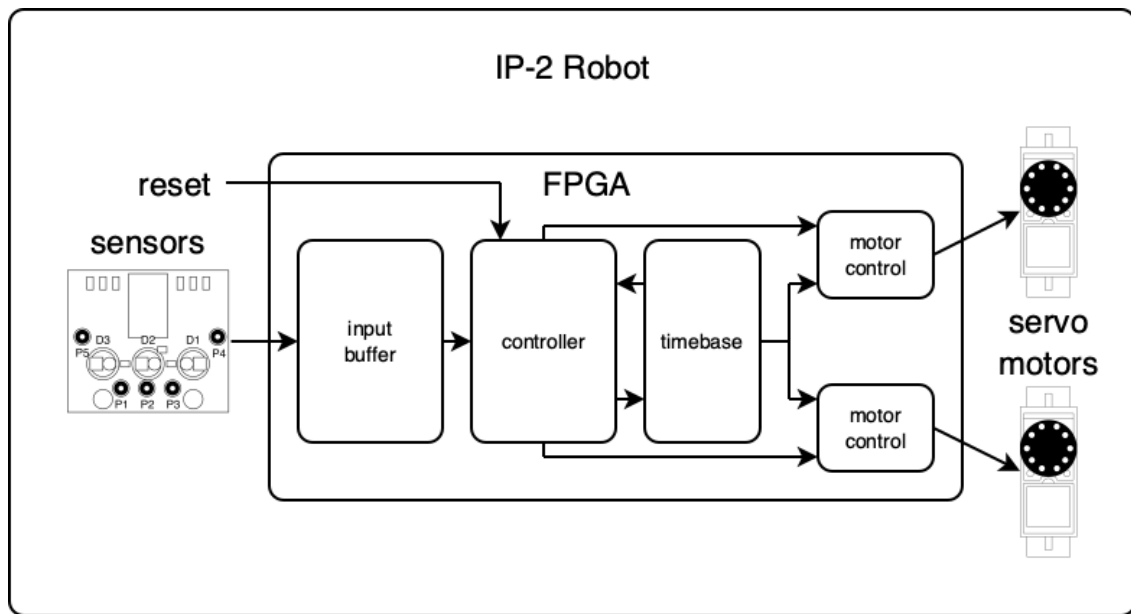 IP-2 Robot
reset
FPGA
sensors
motor
control
input
buffer
controller
timebase
servo
motors
motor
control
D3
D2
D1
P5
P4
P1
P2
P3